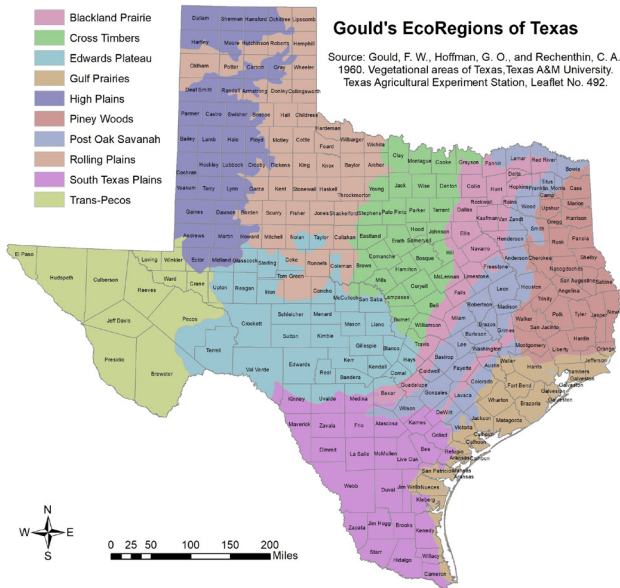 Gould's EcoRegions of Texas
Source: Gould, F. W., Hoffman, G. O., and Rechenthin, C. A.
1960. Vegetational areas of Texas,Texas A&M University.
Texas Agricultural Experiment Station, Leaflet No. 492.
Blackland Prairie
Cross Timbers
Edwards Plateau
Gulf Prairies
High Plains
Piney Woods
Post Oak Savanah
Rolling Plains
South Texas Plains
Trans-Pecos
Dallam Sherman Hansford Ochiltree Lipscomb
Hartley Moore Hutchinson Roberts Hemphill
Oldham Potter Carson Gray Wheeler
Deaf Smith Randall Armstrong Donley Collingsworth
Parmer Castro Swisher Briscoe Hall Childress
Hardeman
Bailey Lamb Hale Floyd Motley Cottle Foard Wilbarger Wichita
Cochran Hockley Lubbock Crosby Dickens King Knox Baylor Archer Clay Montague Cooke Grayson Fannin Lamar Red River Bowie
Yoakum Terry Lynn Garza Kent Stonewall Haskell Throckmorton Young Jack Wise Denton Collin Hunt Delta Hopkins Titus Franklin Morris Cass
Camp
Gaines Dawson Borden Scurry Fisher Jones Shackelford Stephens Palo Pinto Parker Tarrant Dallas Rockwall Rains Wood Upshur Marion
Kaufman Van Zandt Gregg Harrison
Andrews Martin Howard Mitchell Nolan Taylor Callahan Eastland Erath Hood Somervell Johnson Ellis Henderson Smith Rusk Panola
El Paso Loving Winkler Ector Midland Glasscock Sterling Coke Runnels Coleman Brown Comanche Bosque Hill Navarro Anderson Cherokee Shelby
Hudspeth Culberson Reeves Ward Crane Upton Reagan Irion Tom Green Concho McCulloch Mills Hamilton McLennan Limestone Freestone Nacogdoches
San Saba Lampasas Coryell Falls Leon Houston Angelina San Augustine
Jeff Davis Pecos Crockett Schleicher Menard Mason Llano Burnet Bell Milam Robertson Madison Trinity Polk Tyler Jasper
Williamson Brazos Walker San Jacinto Hardin
Presidio Brewster Terrell Sutton Kimble Gillespie Blanco Travis Lee Burleson Grimes Montgomery Liberty Orange
Val Verde Edwards Kerr Kendall Hays Bastrop Washington Waller Jefferson
Real Bandera Comal Caldwell Fayette Austin Harris Chambers
Galveston
Kinney Uvalde Medina Bexar Guadalupe Gonzales Colorado Fort Bend Galveston
Wilson Lavaca Wharton Brazoria Galveston
Maverick Zavala Frio Atascosa Karnes DeWitt Jackson Matagorda
Goliad Victoria Calhoun
Dimmit La Salle McMullen Live Oak Bee Refugio Calhoun
Aransas Calhoun
San Patricio Aransas
Webb Duval Jim Wells Nueces
Kleberg
Zapata Jim Hogg Brooks Kenedy
Starr Hidalgo Willacy
Cameron
N
W E
S
0 25 50 100 150 200
Miles